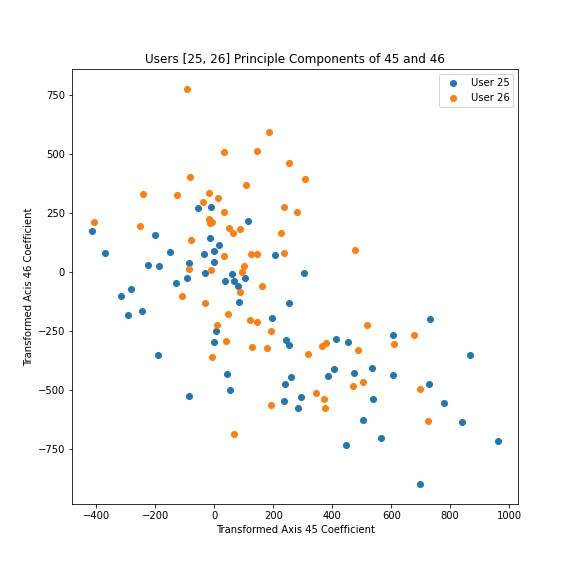 Users [25, 26] Principle Components of 45 and 46
User 25
User 26
Transformed Acis 46 Coefficient
750
500
250
0
−250
−500
−750
−400 −200 0 200 400 600 800 1000
Transformed Axis 45 Coefficient